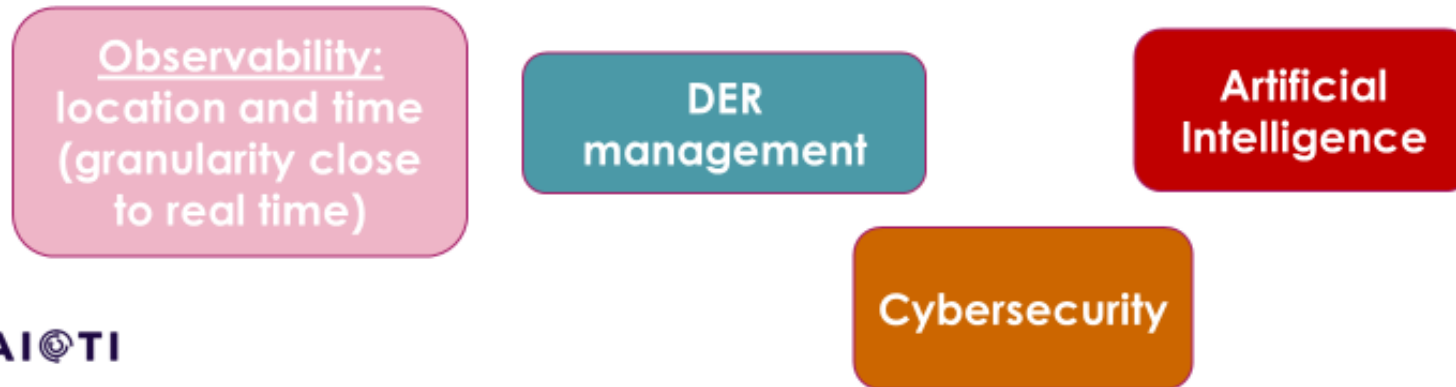 Observability:
location and time
(granularity close
to real time)
DER
management
Artificial
Intelligence
Cybersecurity
AIOTI